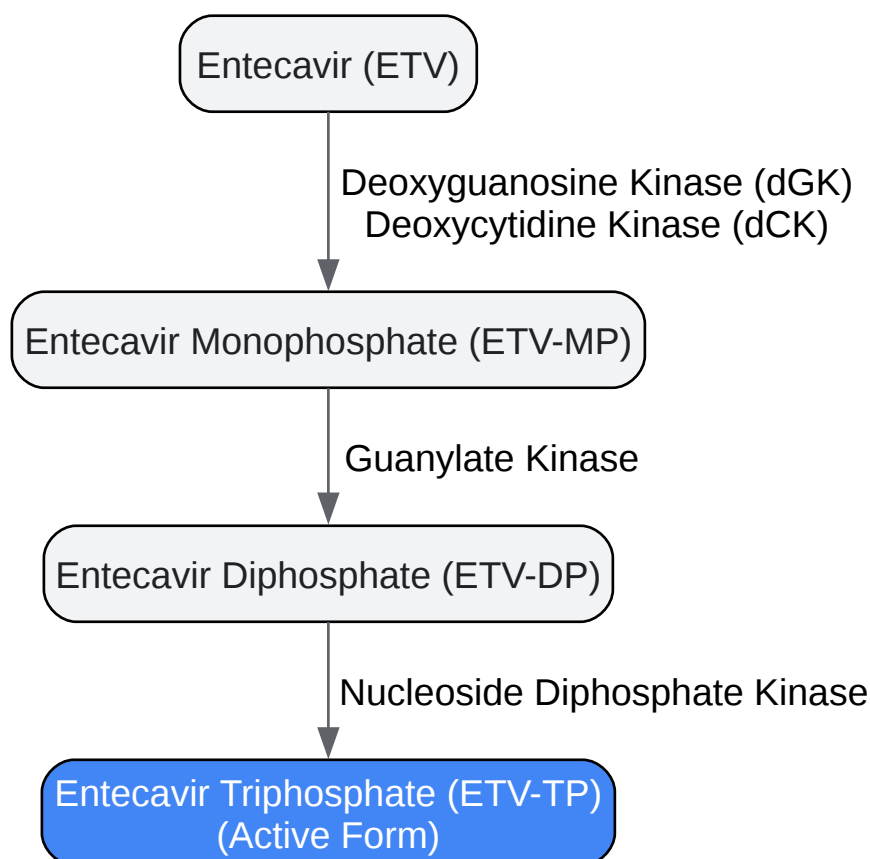 Entecavir (ETV)
Deoxyguanosine Kinase (dGK)
Deoxycytidine Kinase (dCK)
Entecavir Monophosphate (ETV-MP)
Guanylate Kinase
Entecavir Diphosphate (ETV-DP)
Nucleoside Diphosphate Kinase
Entecavir Triphosphate (ETV-TP)
(Active Form)